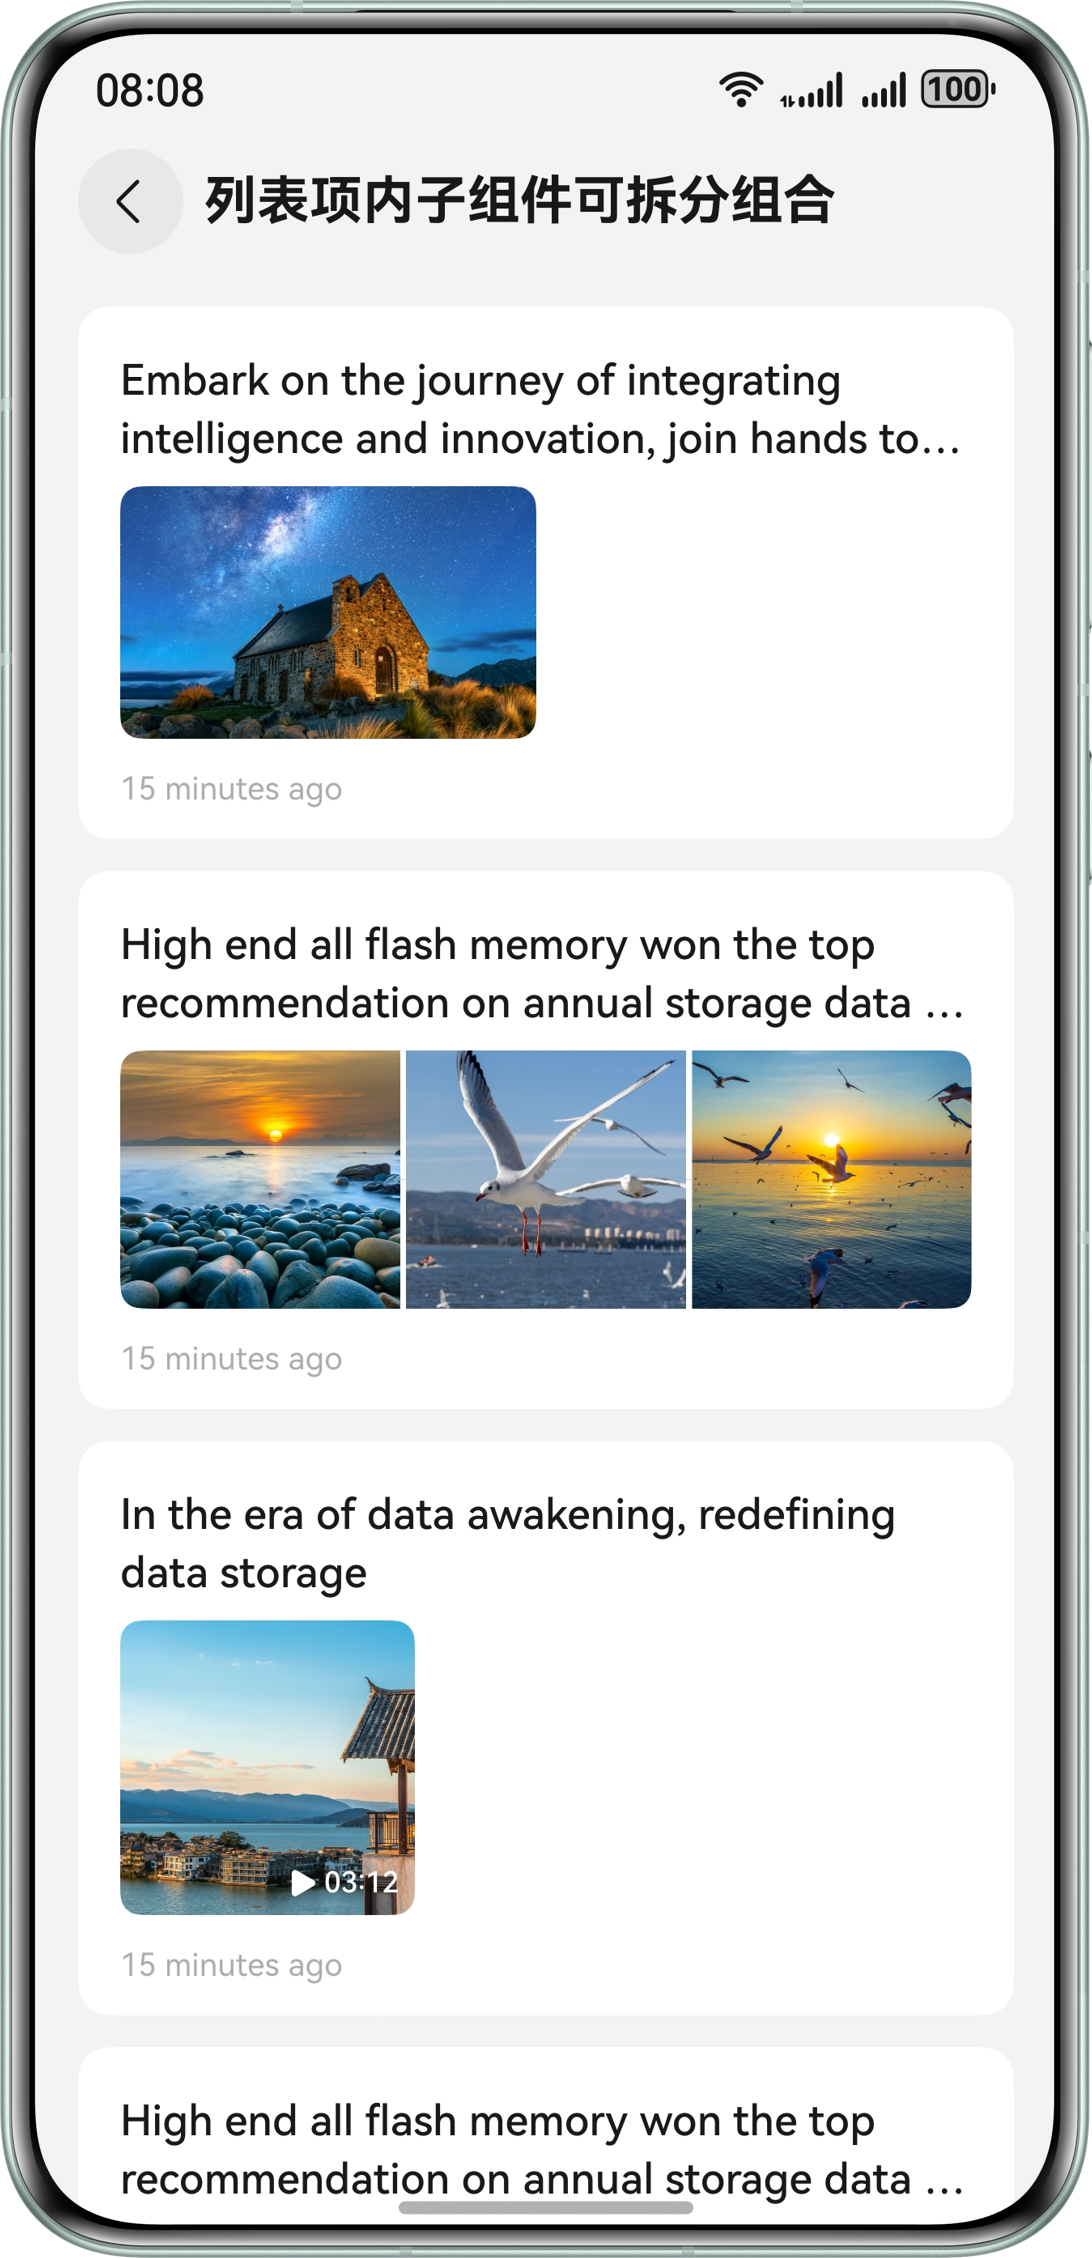 08:08
100
列表项内子组件可拆分组合
Embark on the journey of integrating
intelligence and innovation, join hands to...
15 minutes ago
High end all flash memory won the top
recommendation on annual storage data ...
15 minutes ago
In the era of data awakening, redefining
data storage
03:12
15 minutes ago
High end all flash memory won the top
recommendation on annual storage data ...